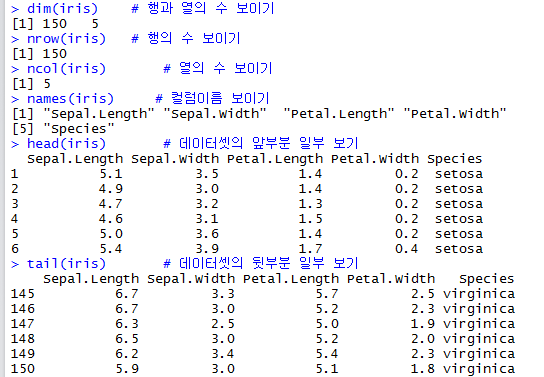 > dim(iris)    # 행과 열의 수 보이기
[1] 150   5
> nrow(iris)    # 행의 수 보이기
[1] 150
> ncol(iris)        # 열의 수 보이기
[1] 5
> names(iris)     # 컬럼이름 보이기
[1] "Sepal.Length" "Sepal.Width"  "Petal.Length" "Petal.Width"
[5] "Species"
> head(iris)        # 데이터셋의 앞부분 일부 보기
  Sepal.Length Sepal.Width Petal.Length Petal.Width Species
1          5.1         3.5          1.4         0.2  setosa
2          4.9         3.0          1.4         0.2  setosa
3          4.7         3.2          1.3         0.2  setosa
4          4.6         3.1          1.5         0.2  setosa
5          5.0         3.6          1.4         0.2  setosa
6          5.4         3.9          1.7         0.4  setosa
> tail(iris)        # 데이터셋의 뒷부분 일부 보기
    Sepal.Length Sepal.Width Petal.Length Petal.Width   Species
145          6.7         3.3          5.7         2.5 virginica
146          6.7         3.0          5.2         2.3 virginica
147          6.3         2.5          5.0         1.9 virginica
148          6.5         3.0          5.2         2.0 virginica
149          6.2         3.4          5.4         2.3 virginica
150          5.9         3.0          5.1         1.8 virginica